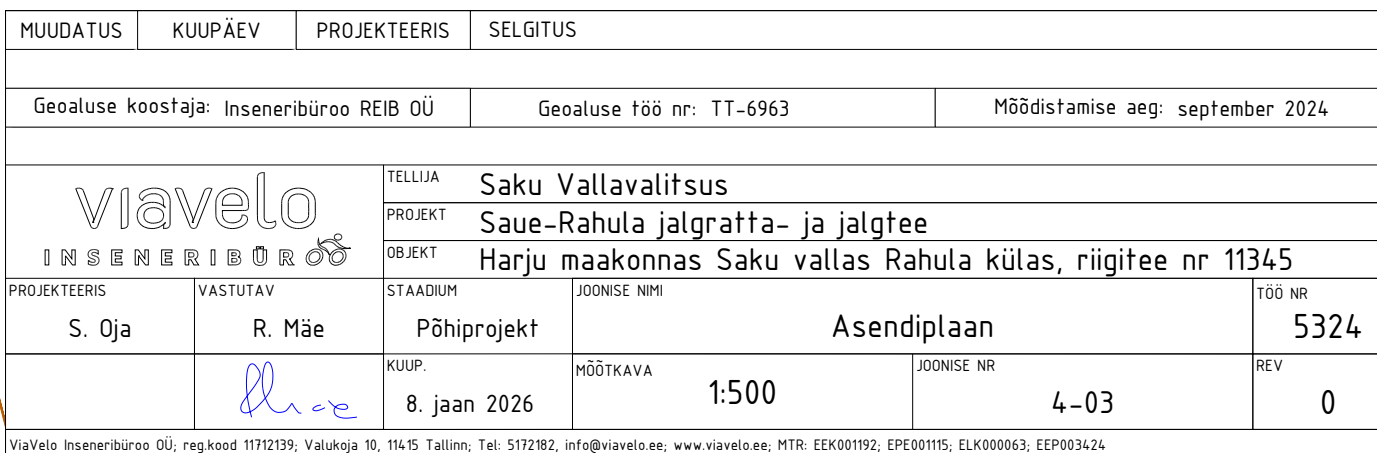 MUUDATUS KUUPÄEV PROJEKTEERIS SELGITUS
Geoaluse koostaja: Inseneribüroo REIB OÜ Geoaluse töö nr: TT-6963 Mõõdistamise aeg: september 2024
viavelo
INSENERIBÜROO
TELLIJA Saku Vallavalitsus
PROJEKT Saue-Rahula jalgratta- ja jalgtee
OBJEKT Harju maakonnas Saku vallas Rahula külas, riigitee nr 11345
PROJEKTEERIS VASTUTAV STAADIUM JOONISE NIMI TÖÖ NR
S. Oja R. Mäe Põhiprojekt Asendiplaan 5324
KUUP. MÕÕTKAVA JOONISE NR REV
8. jaan 2026 1:500 4-03 0
ViaVelo Inseneribüroo OÜ; reg.kood 11712139; Valukoja 10, 11415 Tallinn; Tel: 5172182, info@viavelo.ee; www.viavelo.ee; MTR: EEK001192; EPE001115; ELK000063; EEP003424